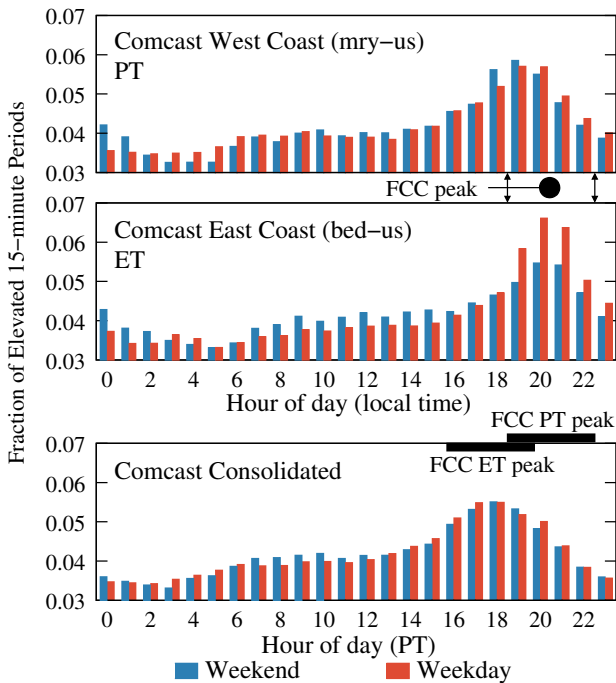 Fraction of Elevated 15−minute Periods
0.07
0.06
0.05
0.04
0.03
Comcast West Coast (mry−us)
PT
FCC peak
0.07
0.06
0.05
0.04
0.03
Comcast East Coast (bed−us)
ET
0 2 4 6 8 10 12 14 16 18 20 22
Hour of day (local time)
FCC PT peak
FCC ET peak
0.07
0.06
0.05
0.04
0.03
Comcast Consolidated
0 2 4 6 8 10 12 14 16 18 20 22
Hour of day (PT)
Weekend Weekday